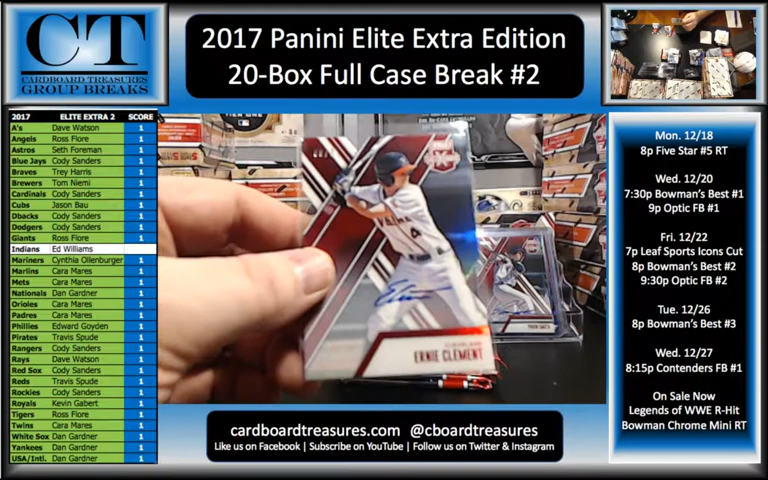 CT
CARDBOARD TREASURES
GROUP BREAKS
2017 Panini Elite Extra Edition
20-Box Full Case Break #2
2017 ELITE EXTRA 2 SCORE
A's Dave Watson 1
Angels Ross Flore 1
Astros Seth Foreman 1
Blue Jays Cody Sanders 1
Braves Trey Harris 1
Brewers Tom Niemi 1
Cardinals Cody Sanders 1
Cubs Jason Bau 1
Dbacks Cody Sanders 1
Dodgers Cody Sanders 1
Giants Ross Flore 1
Indians Ed Williams
Mariners Cynthia Ollenburger 1
Marlins Cara Mares 1
Mets Cara Mares 1
Nationals Dan Gardner 1
Orioles Cara Mares 1
Padres Cara Mares 1
Phillies Edward Goyden 1
Pirates Travis Spude 1
Rangers Cody Sanders 1
Rays Dave Watson 1
Red Sox Cody Sanders 1
Reds Travis Spude 1
Rockies Cody Sanders 1
Royals Kevin Gabert 1
Tigers Ross Flore 1
Twins Cara Mares 1
White Sox Dan Gardner 1
Yankees Dan Gardner 1
USA/Intl. Dan Gardner 1
4
CLEVELAND
ERNIE CLEMENT
Mon. 12/18
8p Five Star #5 RT
Wed. 12/20
7:30p Bowman's Best #1
9p Optic FB #1
Fri. 12/22
7p Leaf Sports Icons Cut
8p Bowman's Best #2
9:30p Optic FB #2
Tue. 12/26
8p Bowman's Best #3
Wed. 12/27
8:15p Contenders FB #1
On Sale Now
Legends of WWE R-Hit
Bowman Chrome Mini RT
cardboardtreasures.com @cboardtreasures
Like us on Facebook | Subscribe on YouTube | Follow us on Twitter & Instagram